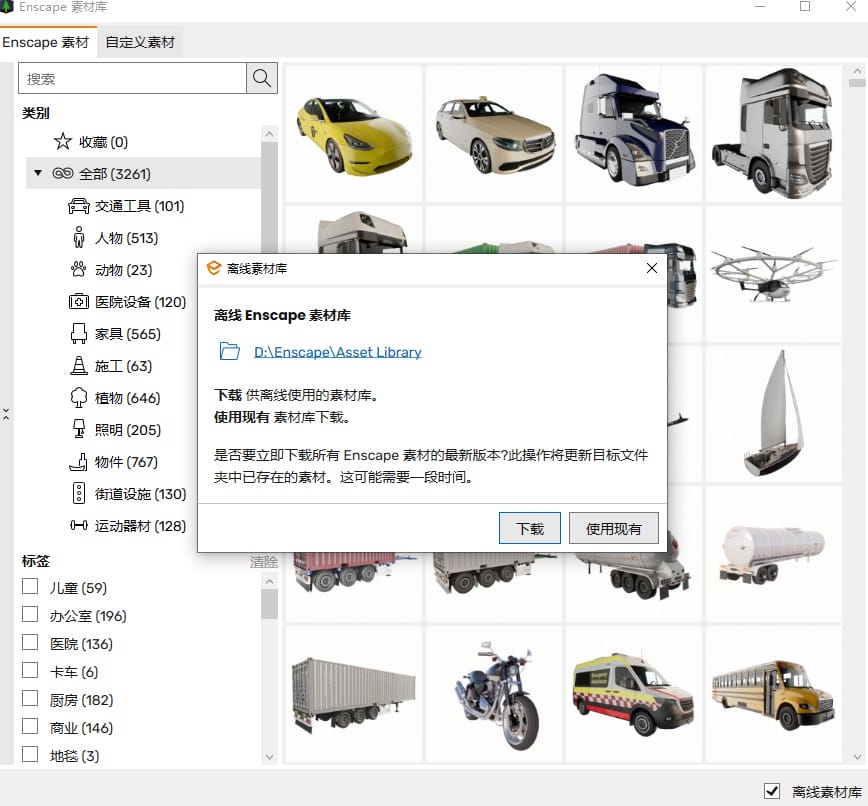 Enscape 素材库
Enscape 素材
自定义素材
搜索
类别
收藏 (0)
全部 (3261)
交通工具 (101)
人物 (513)
动物 (23)
医院设备 (120)
家具 (565)
施工 (63)
植物 (646)
照明 (205)
物件 (767)
街道设施 (130)
运动器材 (128)
标签
清除
儿童 (59)
办公室 (196)
医院 (136)
卡车 (6)
厨房 (182)
商业 (146)
地毯 (3)
离线素材库
离线 Enscape 素材库
D:\Enscape\Asset Library
下载 供离线使用的素材库。
使用现有 素材库下载。
是否要立即下载所有 Enscape 素材的最新版本?此操作将更新目标文件
夹中已存在的素材。这可能需要一段时间。
下载
使用现有
离线素材库